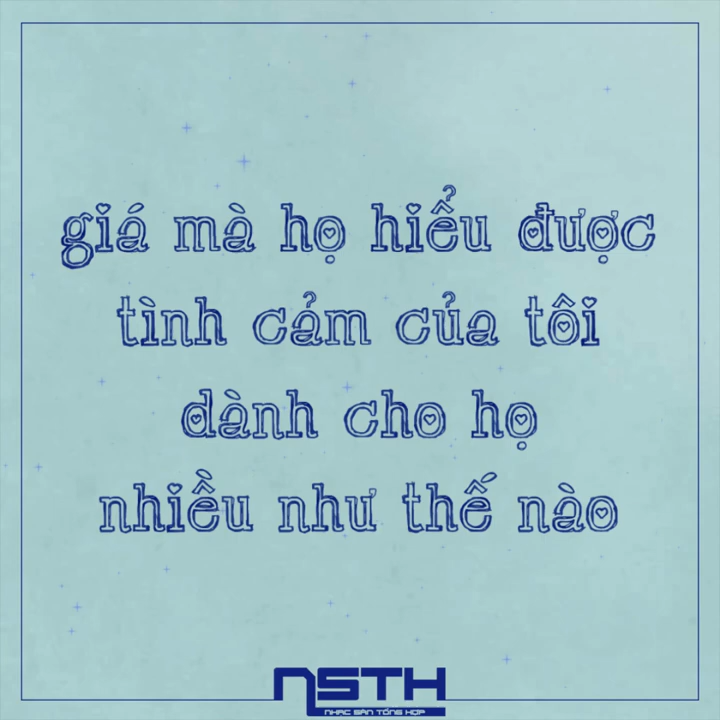 giá mà họ hiểu được
tình cảm của tôi
dành cho họ
nhiều như thế nào
NSTH
NHẠC SÀN TỔNG HỢP